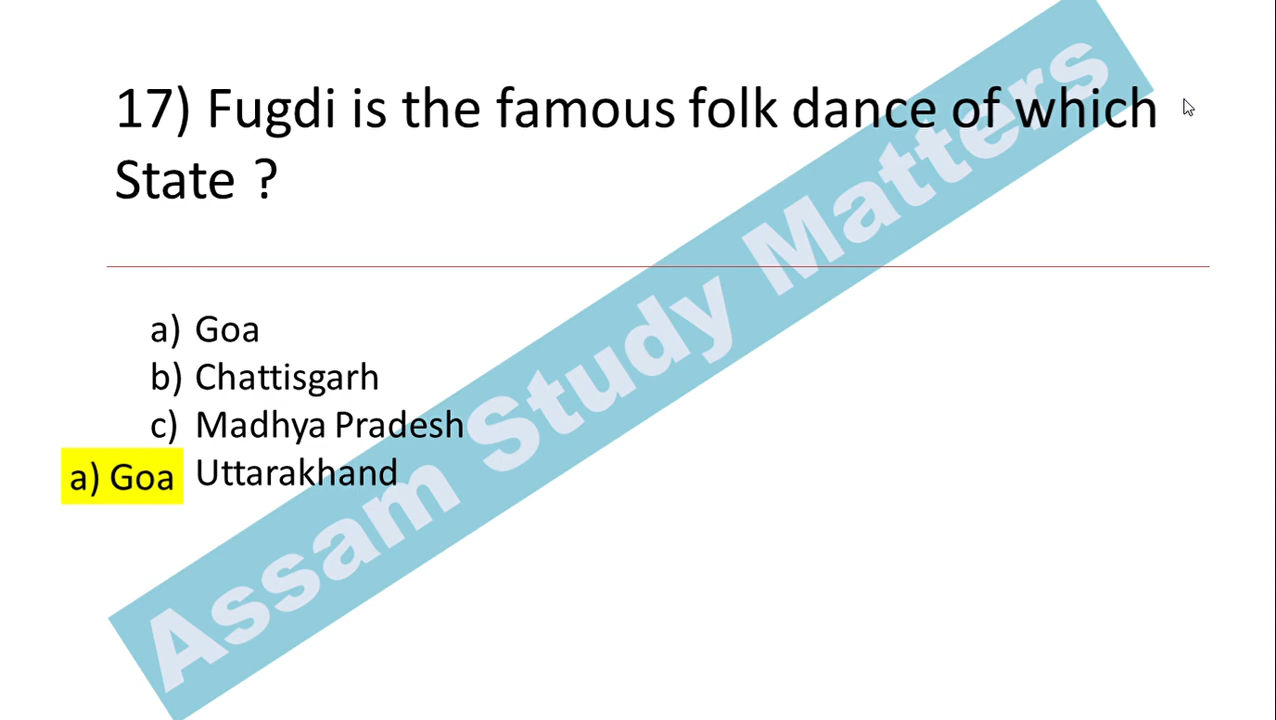 17) Fugdi is the famous folk dance of which
State ?
a) Goa
b) Chattisgarh
c) Madhya Pradesh
a) Goa
Uttarakhand
Assam Study Matters